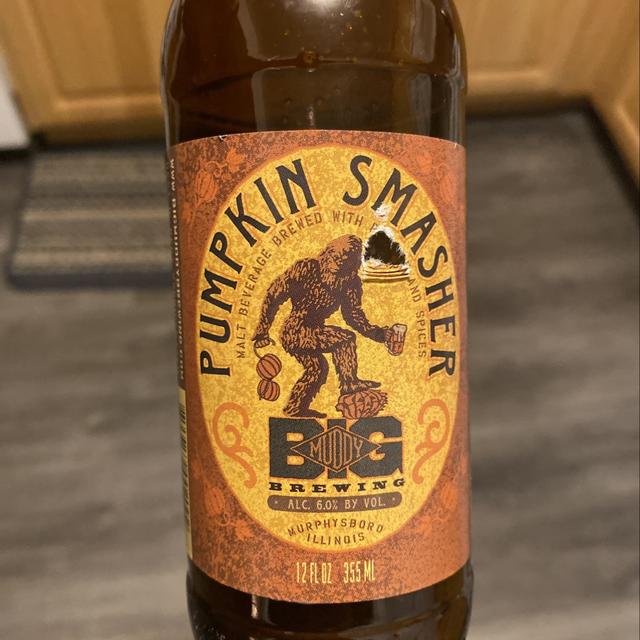 PUMPKIN SMASHER
MALT BEVERAGE BREWED WITH
AND SPICES
BIG
MUDDY
BREWING
ALC. 6.0% BY VOL.
MURPHYSBORO
ILLINOIS
12 FL OZ 355 ML